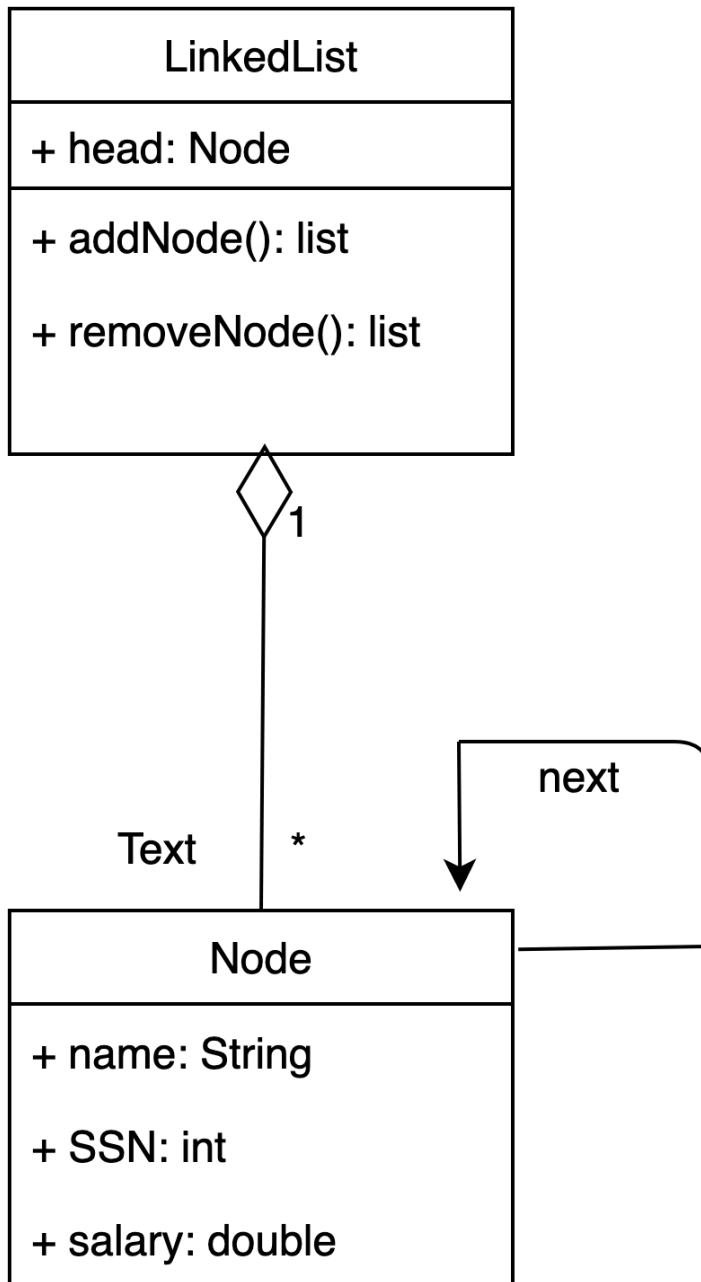 LinkedList
+ head: Node
+ addNode(): list
+ removeNode(): list
1
next
Text
*
Node
+ name: String
+ SSN: int
+ salary: double